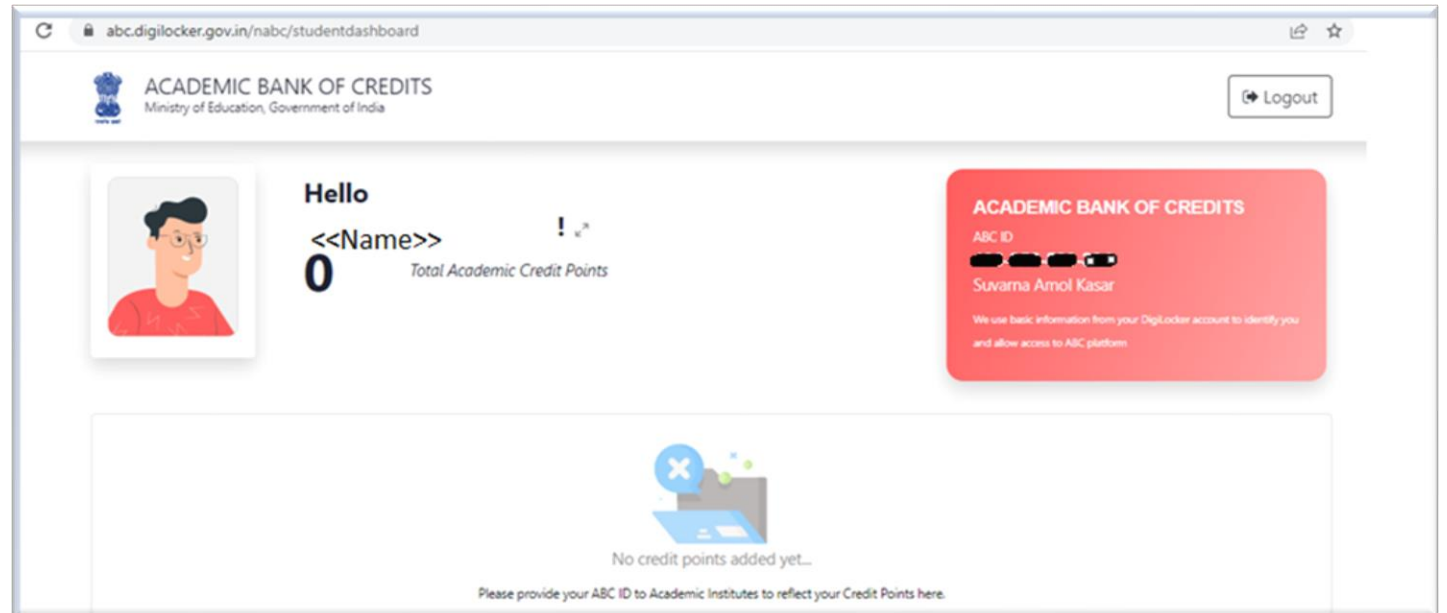 abc.digilocker.gov.in/nabc/studentdashboard
ACADEMIC BANK OF CREDITS
Ministry of Education, Government of India
Logout
Hello
<<Name>> !
0 Total Academic Credit Points
ACADEMIC BANK OF CREDITS
ABC ID
Suvarna Amol Kasar
We use basic information from your DigiLocker account to identify you
and allow access to ABC platform
No credit points added yet...
Please provide your ABC ID to Academic Institutes to reflect your Credit Points here.